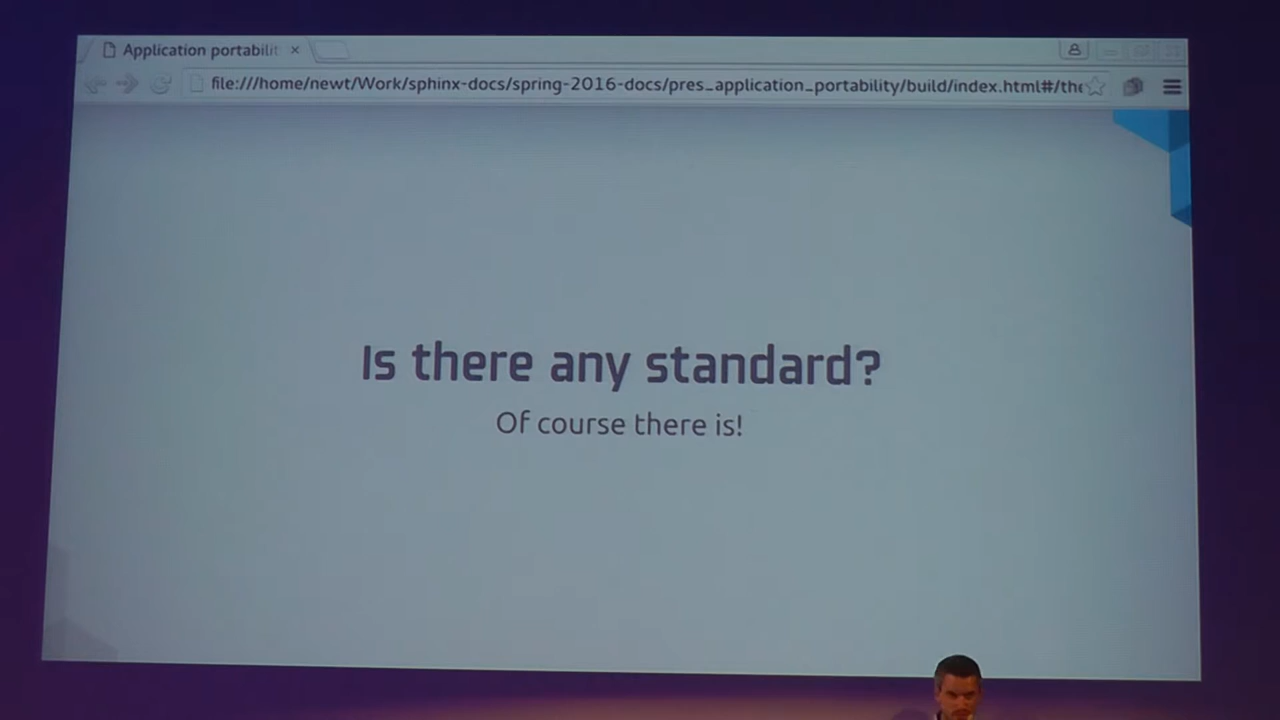 Application portabilit
file:///home/newt/Work/sphinx-docs/spring-2016-docs/pres_application_portability/build/index.html#/the
Is there any standard?
Of course there is!